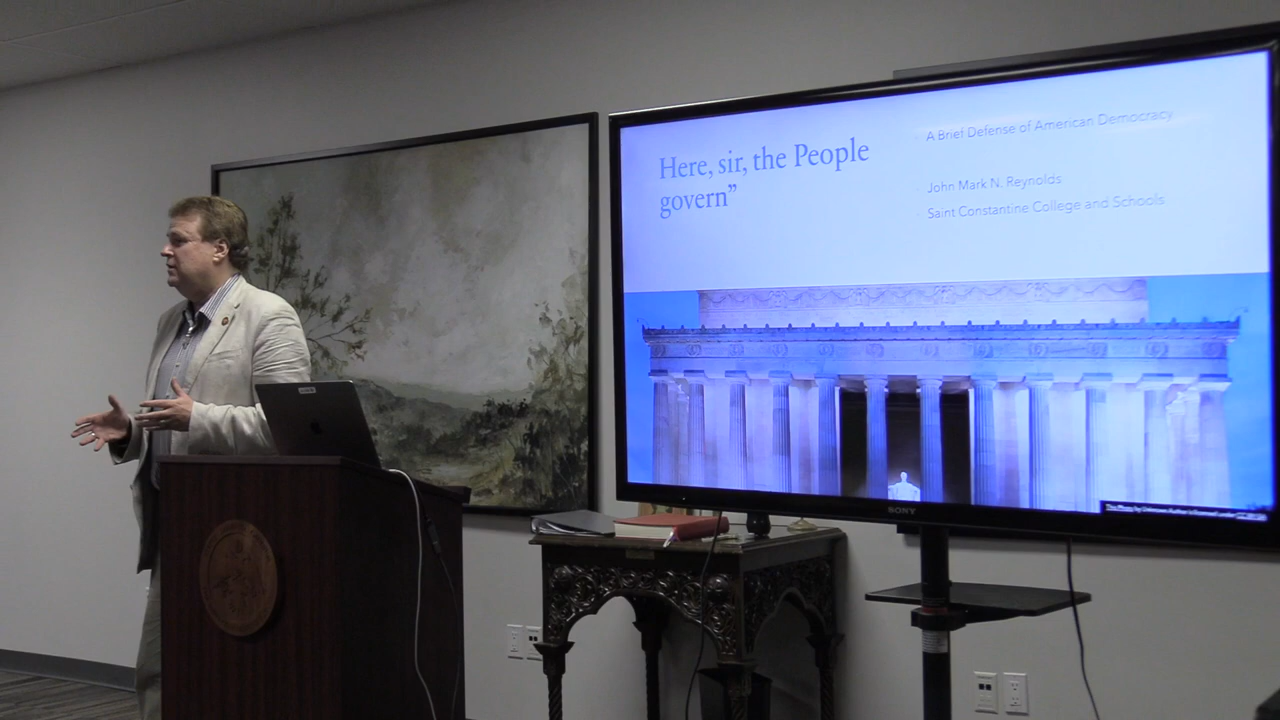 Here, sir, the People
govern”
A Brief Defense of American Democracy
John Mark N. Reynolds
Saint Constantine College and Schools
SONY